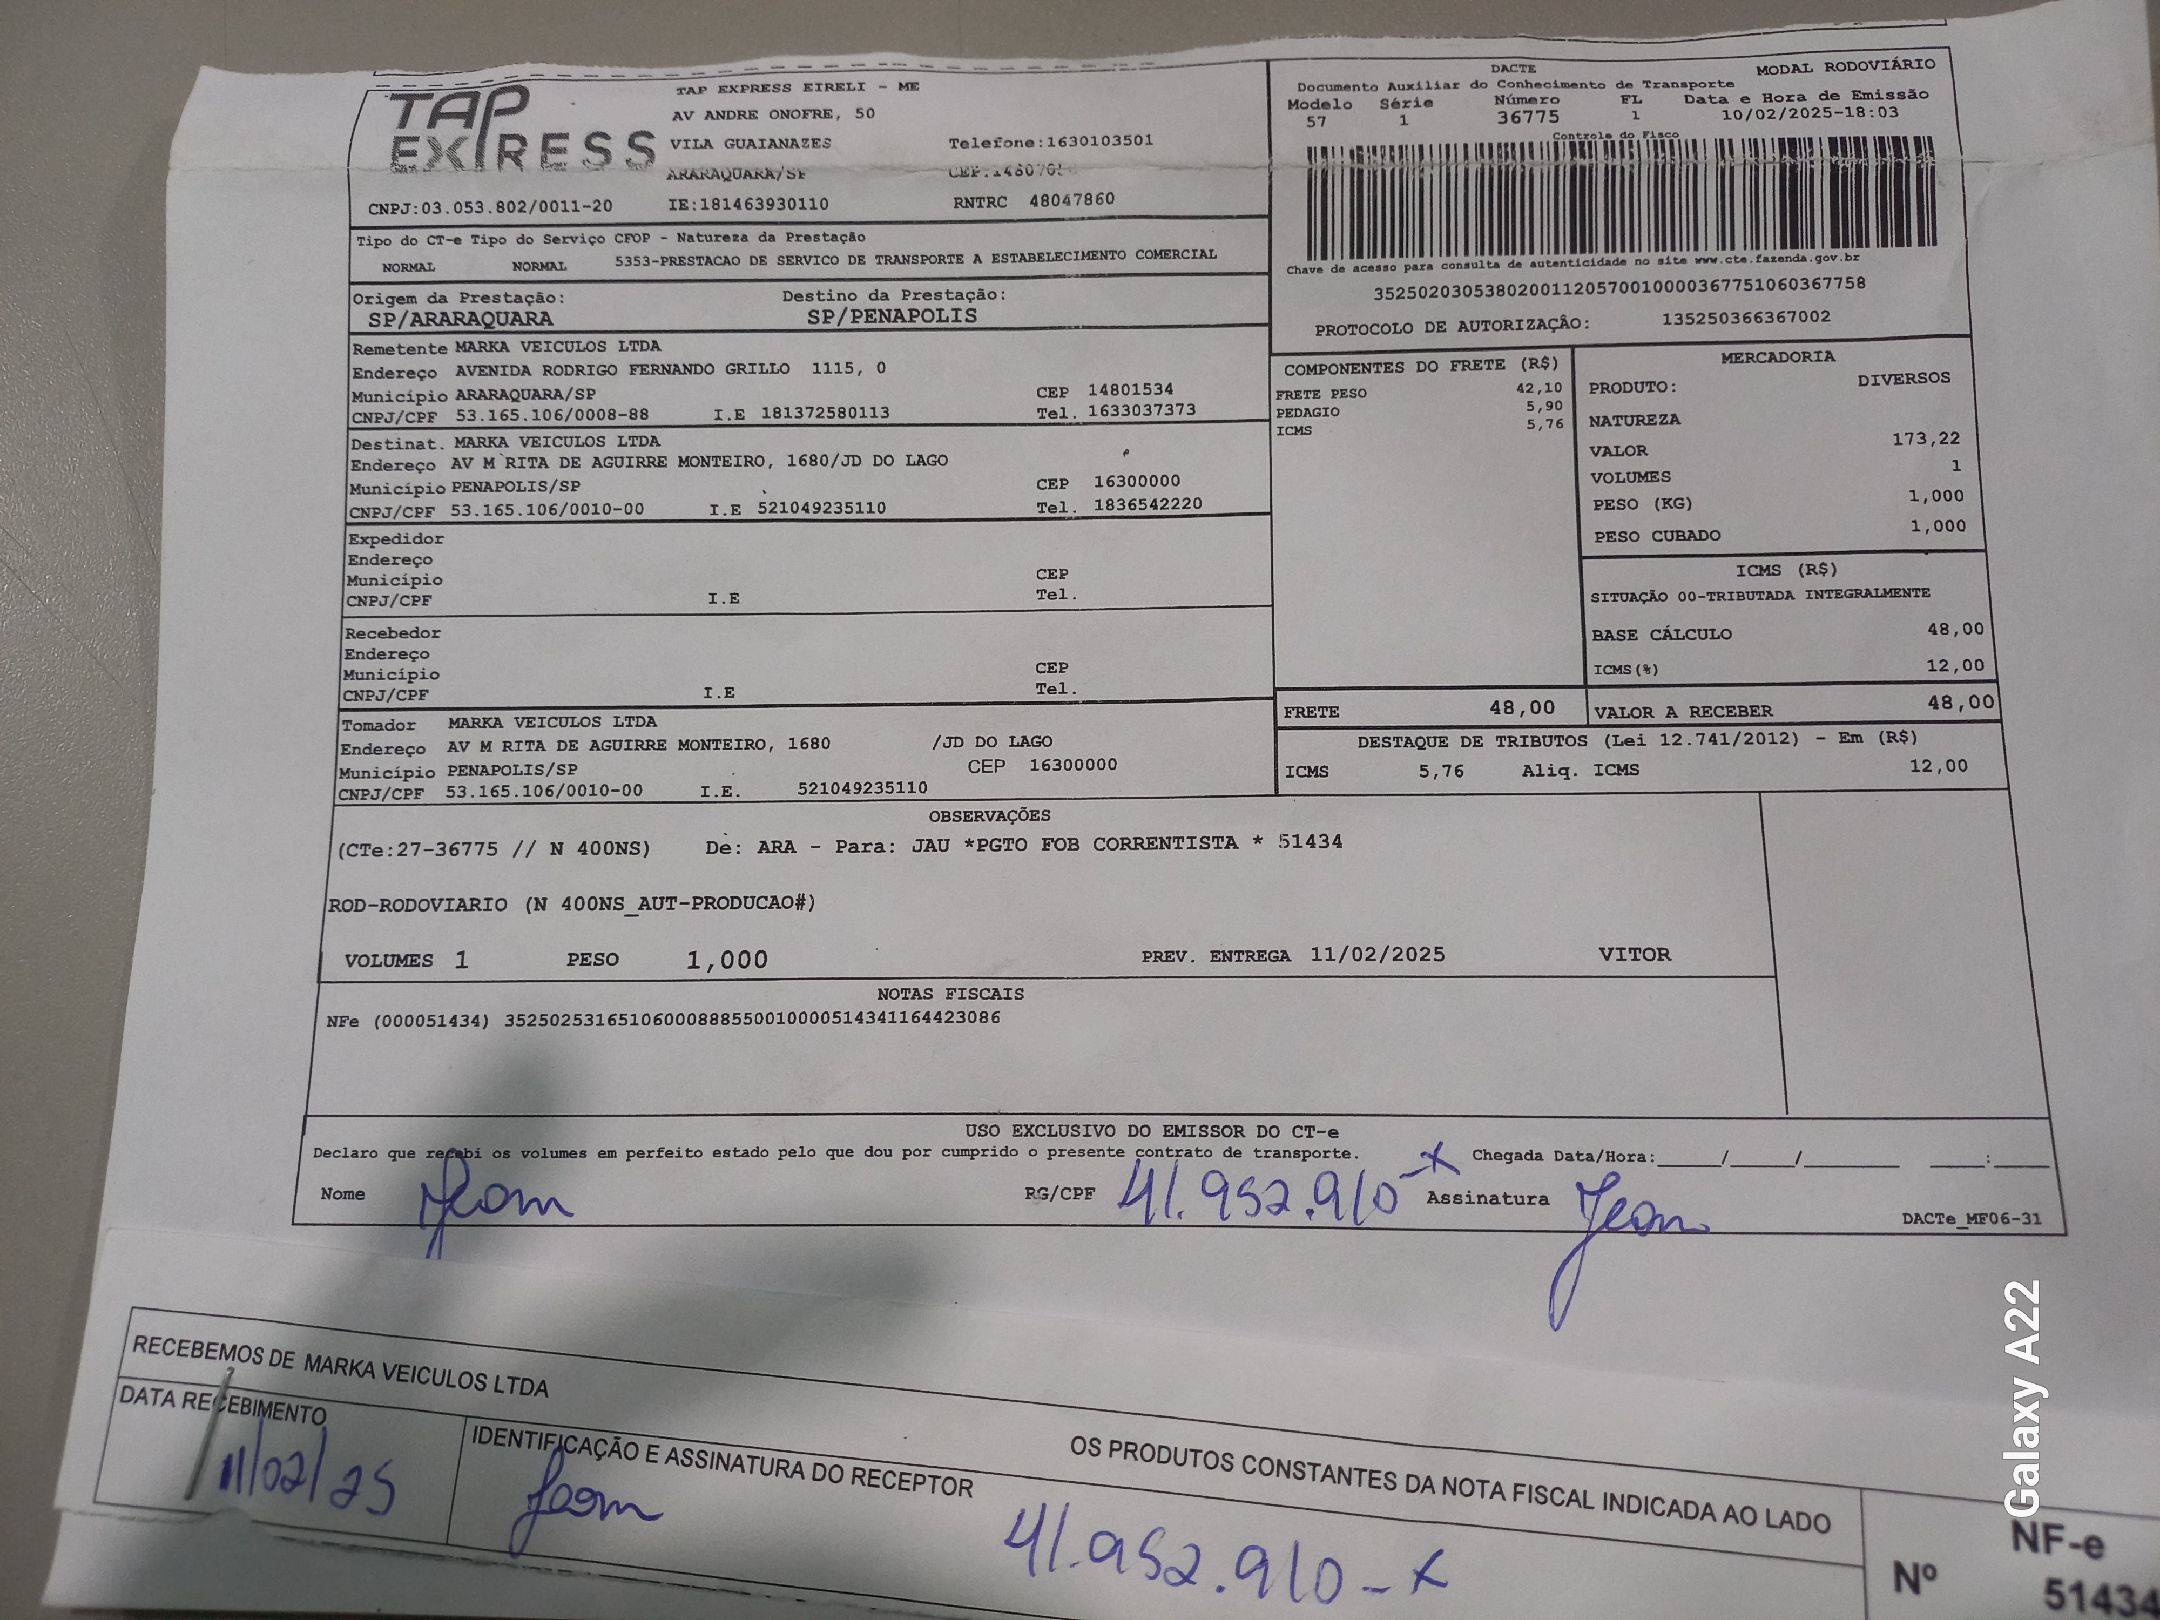 TAP EXPRESS
TAP EXPRESS EIRELI - ME
AV ANDRE ONOFRE, 50
VILA GUAIANAZES Telefone:1630103501
ARARAQUARA/SP
CNPJ:03.053.802/0011-20 IE:181463930110 RNTRC 48047860
DACTE MODAL RODOVIÁRIO
Documento Auxiliar do Conhecimento de Transporte
Modelo Série Número FL Data e Hora de Emissão
57 1 36775 1 10/02/2025-18:03
Controle do Fisco
Chave de acesso para consulta de autenticidade no site www.cte.fazenda.gov.br
35250203053802001120570010000367751060367758
PROTOCOLO DE AUTORIZAÇÃO: 135250366367002
Tipo do CT-e Tipo do Serviço CFOP - Natureza da Prestação
NORMAL NORMAL 5353-PRESTACAO DE SERVICO DE TRANSPORTE A ESTABELECIMENTO COMERCIAL
Origem da Prestação: Destino da Prestação:
SP/ARARAQUARA SP/PENAPOLIS
Remetente MARKA VEICULOS LTDA
Endereço AVENIDA RODRIGO FERNANDO GRILLO 1115, 0
Município ARARAQUARA/SP CEP 14801534
CNPJ/CPF 53.165.106/0008-88 I.E 181372580113 Tel. 1633037373
Destinat. MARKA VEICULOS LTDA
Endereço AV M RITA DE AGUIRRE MONTEIRO, 1680/JD DO LAGO
Município PENAPOLIS/SP CEP 16300000
CNPJ/CPF 53.165.106/0010-00 I.E 521049235110 Tel. 1836542220
Expedidor
Endereço
Município CEP
CNPJ/CPF I.E Tel.
Recebedor
Endereço
Município CEP
CNPJ/CPF I.E Tel.
Tomador MARKA VEICULOS LTDA
Endereço AV M RITA DE AGUIRRE MONTEIRO, 1680 /JD DO LAGO
Município PENAPOLIS/SP CEP 16300000
CNPJ/CPF 53.165.106/0010-00 I.E. 521049235110
COMPONENTES DO FRETE (R$)
FRETE PESO 42,10
PEDAGIO 5,90
ICMS 5,76
MERCADORIA
PRODUTO: DIVERSOS
NATUREZA
VALOR 173,22
VOLUMES 1
PESO (KG) 1,000
PESO CUBADO 1,000
ICMS (R$)
SITUAÇÃO 00-TRIBUTADA INTEGRALMENTE
BASE CÁLCULO 48,00
ICMS(%) 12,00
FRETE 48,00 VALOR A RECEBER 48,00
DESTAQUE DE TRIBUTOS (Lei 12.741/2012) - Em (R$)
ICMS 5,76 Aliq. ICMS 12,00
OBSERVAÇÕES
(CTe:27-36775 // N 400NS) De: ARA - Para: JAU *PGTO FOB CORRENTISTA * 51434
ROD-RODOVIARIO (N 400NS_AUT-PRODUCAO#)
VOLUMES 1 PESO 1,000 PREV. ENTREGA 11/02/2025 VITOR
NOTAS FISCAIS
NFe (000051434) 35250253165106000888550010000514341164423086
USO EXCLUSIVO DO EMISSOR DO CT-e
Declaro que recebi os volumes em perfeito estado pelo que dou por cumprido o presente contrato de transporte. Chegada Data/Hora:_____/_____/_______ ____:____
Nome Jean RG/CPF 41.952.910-x Assinatura Jean
DACTe_MF06-31
RECEBEMOS DE MARKA VEICULOS LTDA OS PRODUTOS CONSTANTES DA NOTA FISCAL INDICADA AO LADO
DATA RECEBIMENTO IDENTIFICAÇÃO E ASSINATURA DO RECEPTOR
11/02/25 Jean 41.952.910-x
NF-e
Nº 51434
Galaxy A22